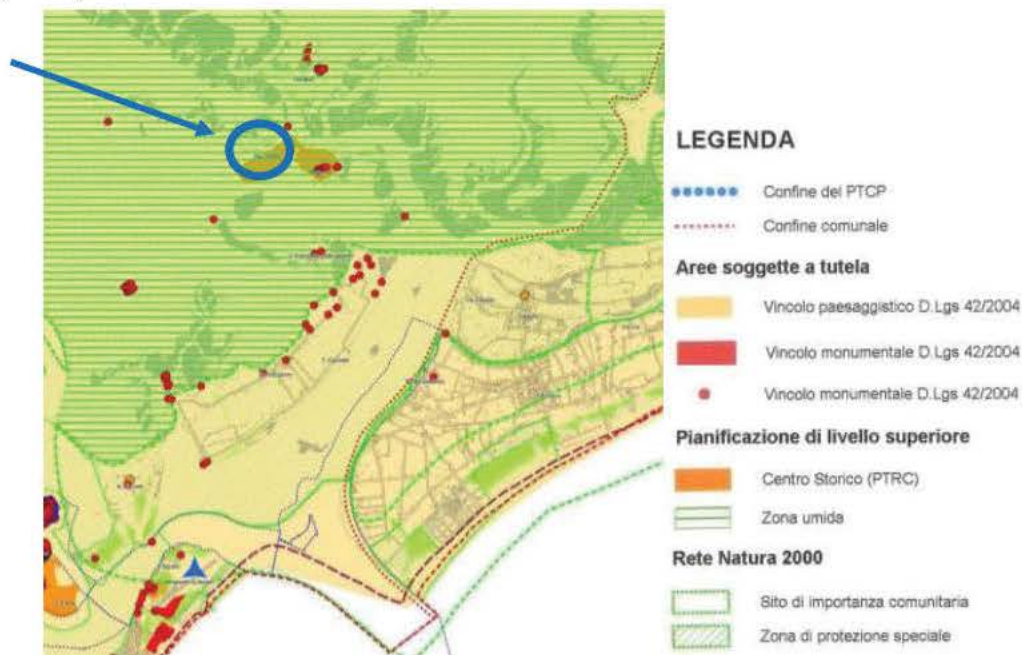 LEGENDA
Confine del PTCP
Confine comunale
Aree soggette a tutela
Vincolo paesaggistico D.Lgs 42/2004
Vincolo monumentale D.Lgs 42/2004
Vincolo monumentale D.Lgs 42/2004
Pianificazione di livello superiore
Centro Storico (PTRC)
Zona umida
Rete Natura 2000
Sito di importanza comunitaria
Zona di protezione speciale